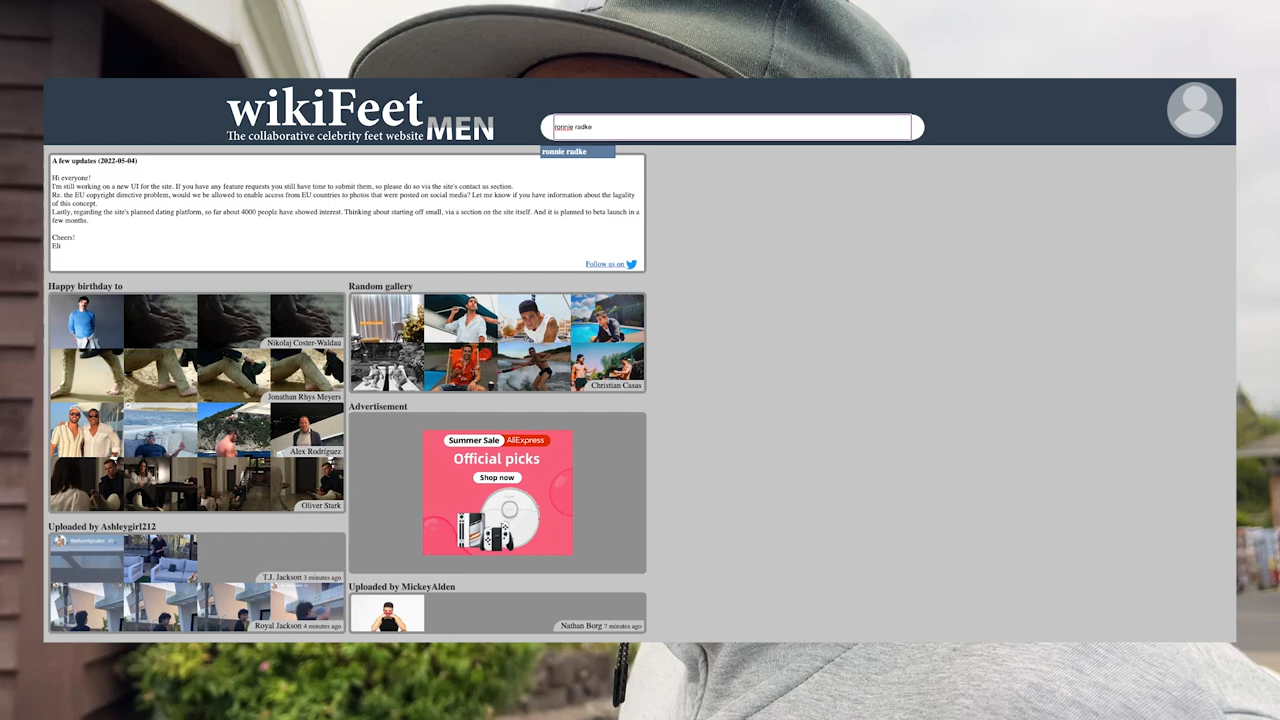 wikiFeet
The collaborative celebrity feet website MEN
ronnie radke
ronnie radke
A few updates (2022-05-04)
Hi everyone!
I'm still working on a new UI for the site. If you have any feature requests you still have time to submit them, so please do so via the site's contact us section.
Re. the EU copyright directive problem, would we be allowed to enable access from EU countries to photos that were posted on social media? Let me know if you have information about the lagality
of this concept.
Lastly, regarding the site's planned dating platform, so far about 4000 people have showed interest. Thinking about starting off small, via a section on the site itself. And it is planned to beta launch in a
few months.
Cheers!
Eli
Follow us on
Happy birthday to
Nikolaj Coster-Waldau
Jonathan Rhys Meyers
Alex Rodriguez
Oliver Stark
Uploaded by Ashleygirl212
T.J. Jackson 3 minutes ago
Royal Jackson 4 minutes ago
Random gallery
Christian Casas
Advertisement
Summer Sale AliExpress
Official picks
Shop now
Uploaded by MickeyAlden
Nathan Borg 7 minutes ago